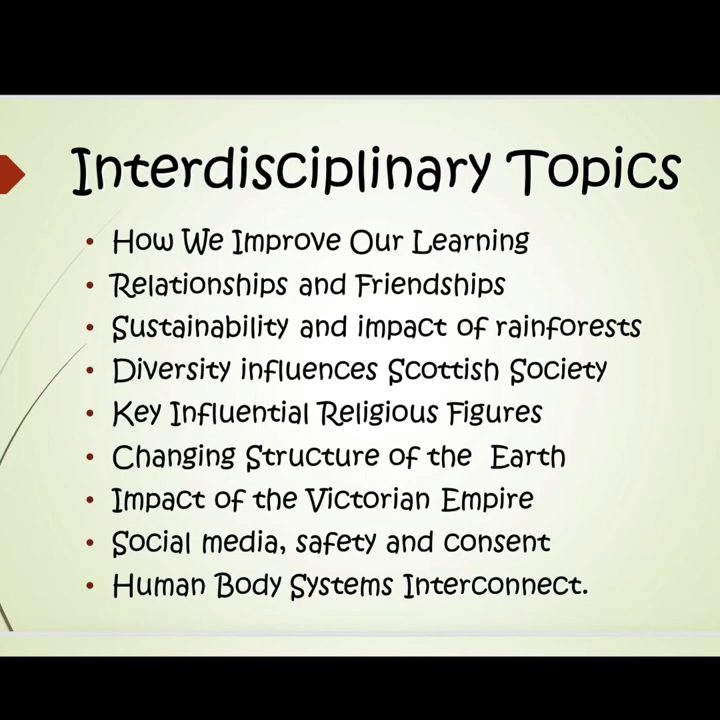 Interdisciplinary Topics
• How We Improve Our Learning
• Relationships and Friendships
• Sustainability and impact of rainforests
• Diversity influences Scottish Society
• Key Influential Religious Figures
• Changing Structure of the  Earth
• Impact of the Victorian Empire
• Social media, safety and consent
• Human Body Systems Interconnect.